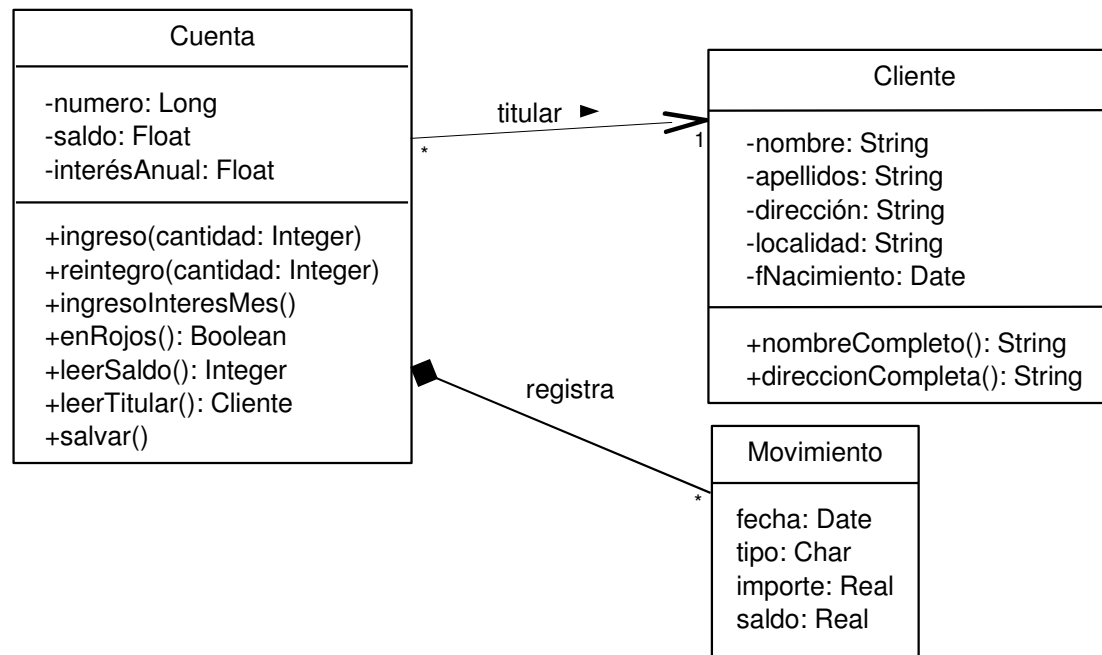 Cuenta
-numero: Long
-saldo: Float
-interésAnual: Float
+ingreso(cantidad: Integer)
+reintegro(cantidad: Integer)
+ingresoInteresMes()
+enRojos(): Boolean
+leerSaldo(): Integer
+leerTitular(): Cliente
+salvar()
titular ►
*
1
Cliente
-nombre: String
-apellidos: String
-dirección: String
-localidad: String
-fNacimiento: Date
+nombreCompleto(): String
+direccionCompleta(): String
registra
*
Movimiento
fecha: Date
tipo: Char
importe: Real
saldo: Real